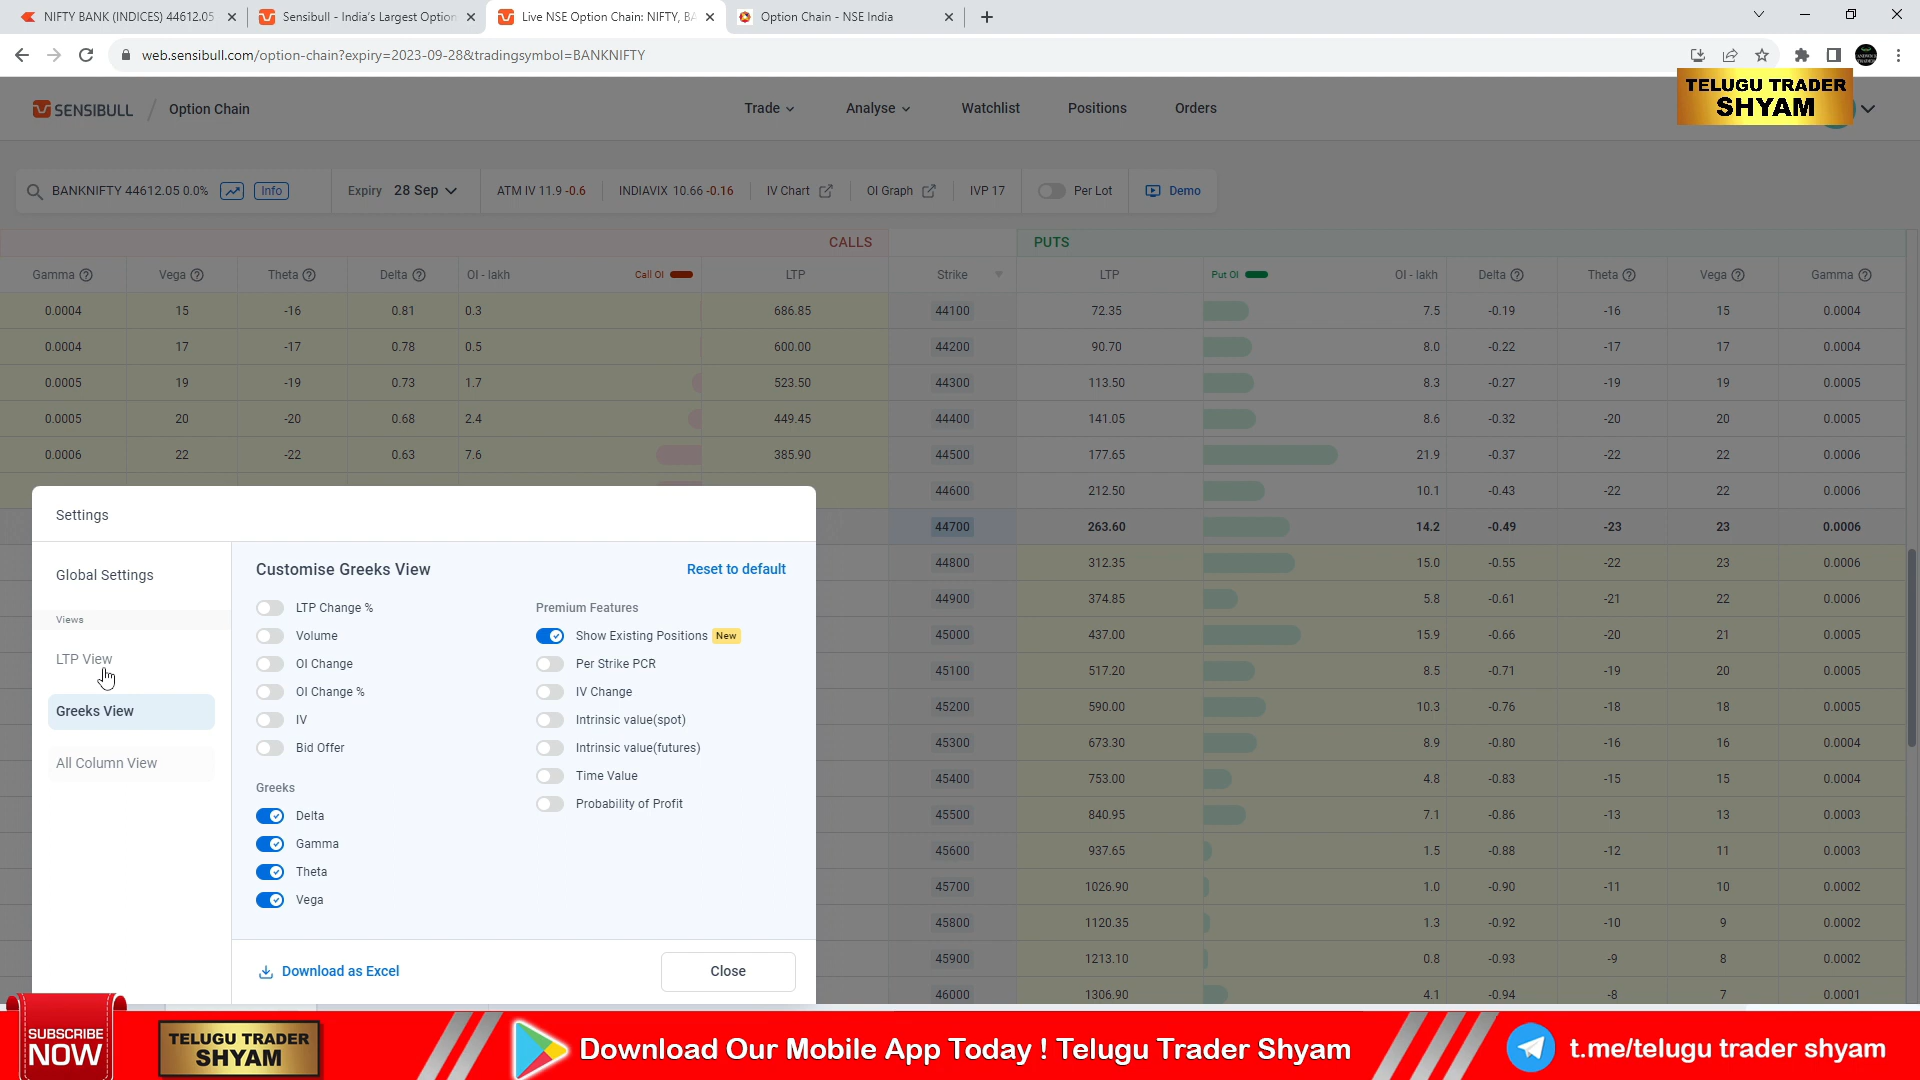 NIFTY BANK (INDICES) 44612.05
Sensibull - India's Largest Option
Live NSE Option Chain: NIFTY, BA
Option Chain - NSE India
web.sensibull.com/option-chain?expiry=2023-09-28&tradingsymbol=BANKNIFTY
SENSIBULL / Option Chain
Trade
Analyse
Watchlist
Positions
Orders
TELUGU TRADER
SHYAM
BANKNIFTY 44612.05 0.0% Info
Expiry 28 Sep
ATM IV 11.9 -0.6
INDIAVIX 10.66 -0.16
IV Chart
OI Graph
IVP 17
Per Lot
Demo
CALLS PUTS
Gamma Vega Theta Delta OI - lakh Call OI LTP Strike LTP Put OI OI - lakh Delta Theta Vega Gamma
0.0004 15 -16 0.81 0.3 686.85 44100 72.35 7.5 -0.19 -16 15 0.0004
0.0004 17 -17 0.78 0.5 600.00 44200 90.70 8.0 -0.22 -17 17 0.0004
0.0005 19 -19 0.73 1.7 523.50 44300 113.50 8.3 -0.27 -19 19 0.0005
0.0005 20 -20 0.68 2.4 449.45 44400 141.05 8.6 -0.32 -20 20 0.0005
0.0006 22 -22 0.63 7.6 385.90 44500 177.65 21.9 -0.37 -22 22 0.0006
44600 212.50 10.1 -0.43 -22 22 0.0006
44700 263.60 14.2 -0.49 -23 23 0.0006
44800 312.35 15.0 -0.55 -22 23 0.0006
44900 374.85 5.8 -0.61 -21 22 0.0006
45000 437.00 15.9 -0.66 -20 21 0.0005
45100 517.20 8.5 -0.71 -19 20 0.0005
45200 590.00 10.3 -0.76 -18 18 0.0005
45300 673.30 8.9 -0.80 -16 16 0.0004
45400 753.00 4.8 -0.83 -15 15 0.0004
45500 840.95 7.1 -0.86 -13 13 0.0003
45600 937.65 1.5 -0.88 -12 11 0.0003
45700 1026.90 1.0 -0.90 -11 10 0.0002
45800 1120.35 1.3 -0.92 -10 9 0.0002
45900 1213.10 0.8 -0.93 -9 8 0.0002
46000 1306.90 4.1 -0.94 -8 7 0.0001
Settings
Global Settings
Views
LTP View
Greeks View
All Column View
Customise Greeks View
Reset to default
LTP Change %
Volume
OI Change
OI Change %
IV
Bid Offer
Greeks
Delta
Gamma
Theta
Vega
Premium Features
Show Existing Positions New
Per Strike PCR
IV Change
Intrinsic value(spot)
Intrinsic value(futures)
Time Value
Probability of Profit
Download as Excel
Close
SUBSCRIBE
NOW
TELUGU TRADER
SHYAM
Download Our Mobile App Today ! Telugu Trader Shyam
t.me/telugu trader shyam